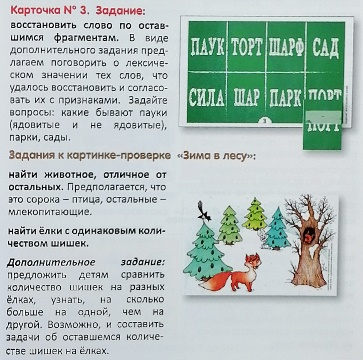 Карточка № 3. Задание:
восстановить слово по остав-
шимся фрагментам. В виде
дополнительного задания пред-
лагаем поговорить о лексиче-
ском значении тех слов, что
удалось восстановить и согласо-
вать их с признаками. Задайте
вопросы: какие бывают пауки
(ядовитые и не ядовитые),
парки, сады.
ПАУК ТОРТ ШАРФ САД
СИЛА ШАР ПАРК ПОРТ
3
ПОРТ
Задания к картинке-проверке «Зима в лесу»:
найти животное, отличное от
остальных. Предполагается, что
это сорока – птица, остальные –
млекопитающие.
найти ёлки с одинаковым коли-
чеством шишек.
Дополнительное задание:
предложить детям сравнить
количество шишек на разных
ёлках, узнать, на сколько
больше на одной, чем на
другой. Возможно, и составить
задачи об оставшемся количе-
стве шишек на ёлках.